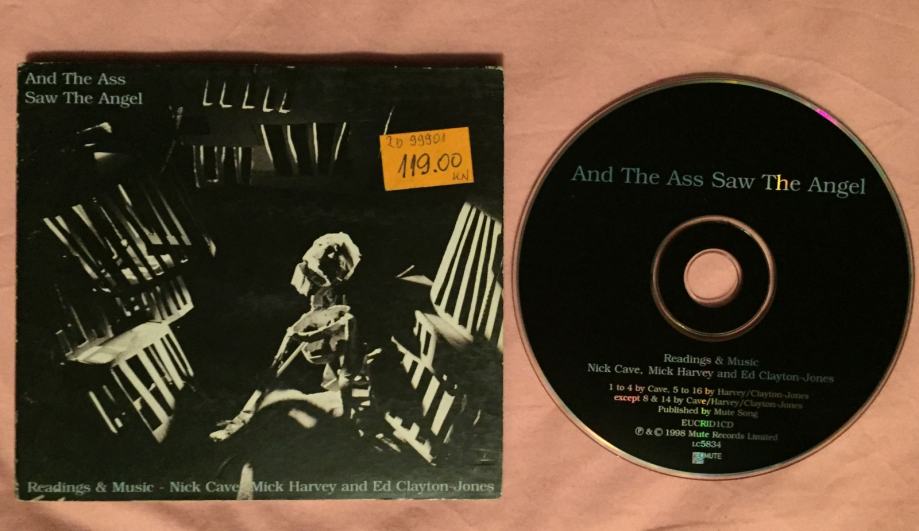 And The Ass
Saw The Angel
2b 99901
119.00
KN
Readings & Music - Nick Cave, Mick Harvey and Ed Clayton-Jones
And The Ass Saw The Angel
Readings & Music
Nick Cave, Mick Harvey and Ed Clayton-Jones
1 to 4 by Cave, 5 to 16 by Harvey/Clayton-Jones
except 8 & 14 by Cave/Harvey/Clayton-Jones
Published by Mute Song
EUCRID1CD
℗ & © 1998 Mute Records Limited
LC5834
MUTE